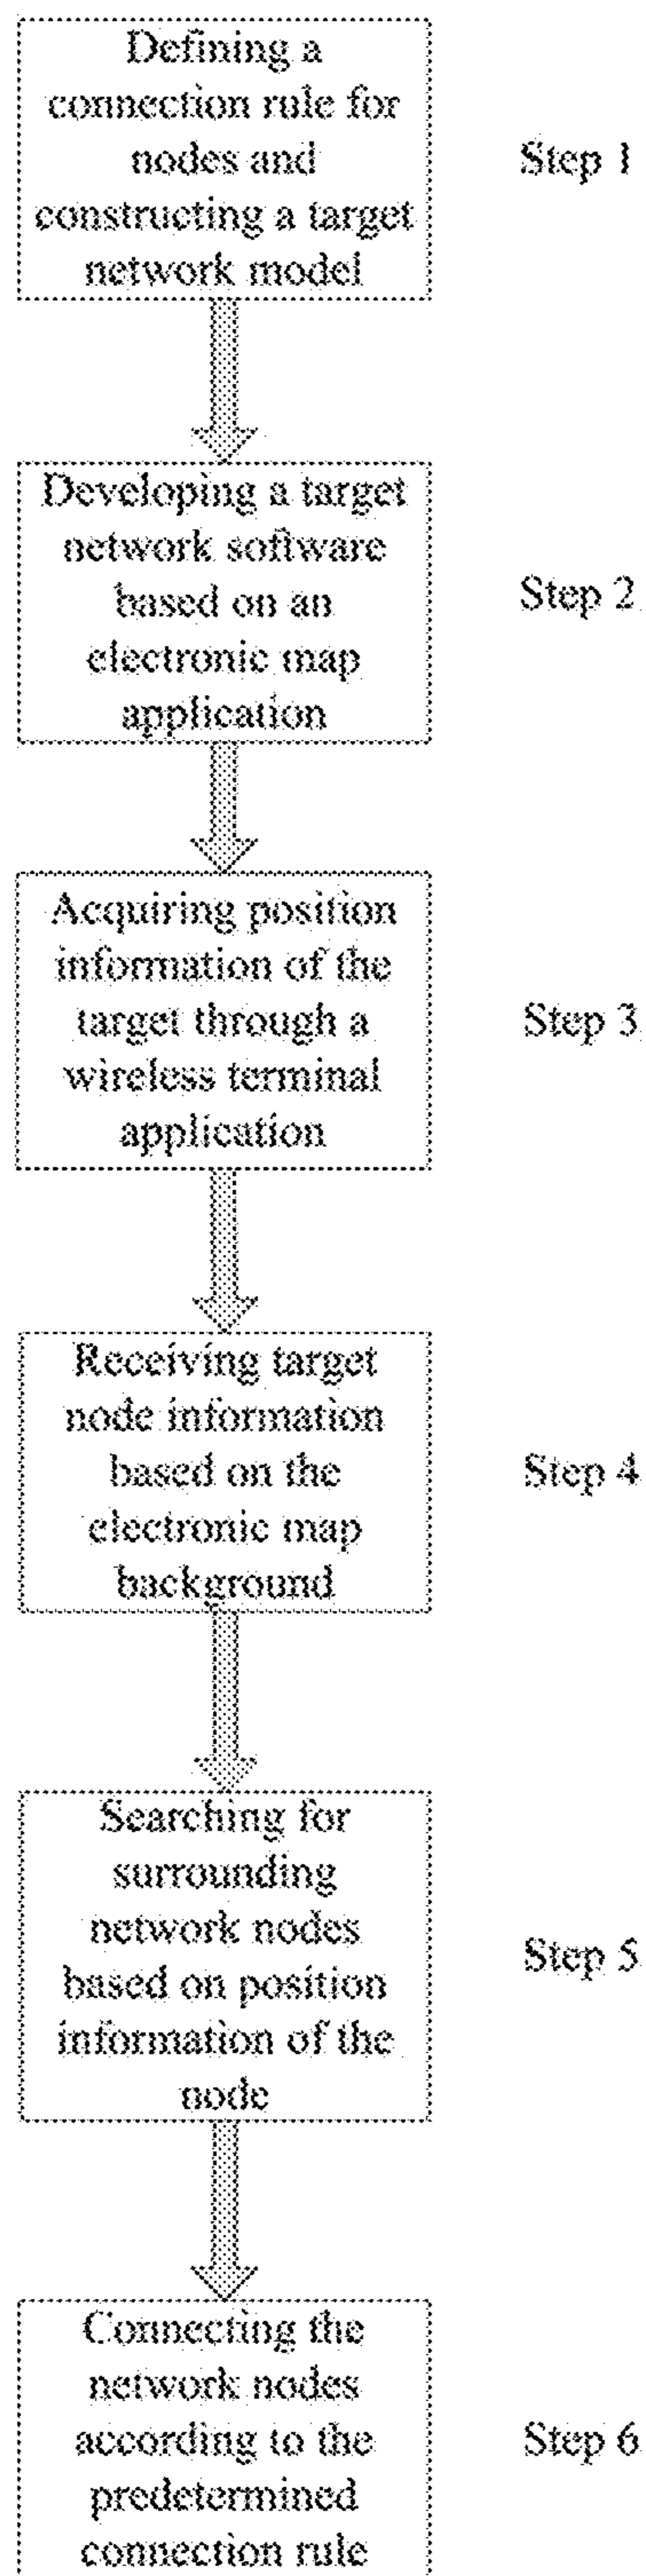 Defining a
connection rule for
nodes and
constructing a target
network model
Step 1
Developing a target
network software
based on an
electronic map
application
Step 2
Acquiring position
information of the
target through a
wireless terminal
application
Step 3
Receiving target
node information
based on the
electronic map
background
Step 4
Searching for
surrounding
network nodes
based on position
information of the
node
Step 5
Connecting the
network nodes
according to the
predetermined
connection rule
Step 6